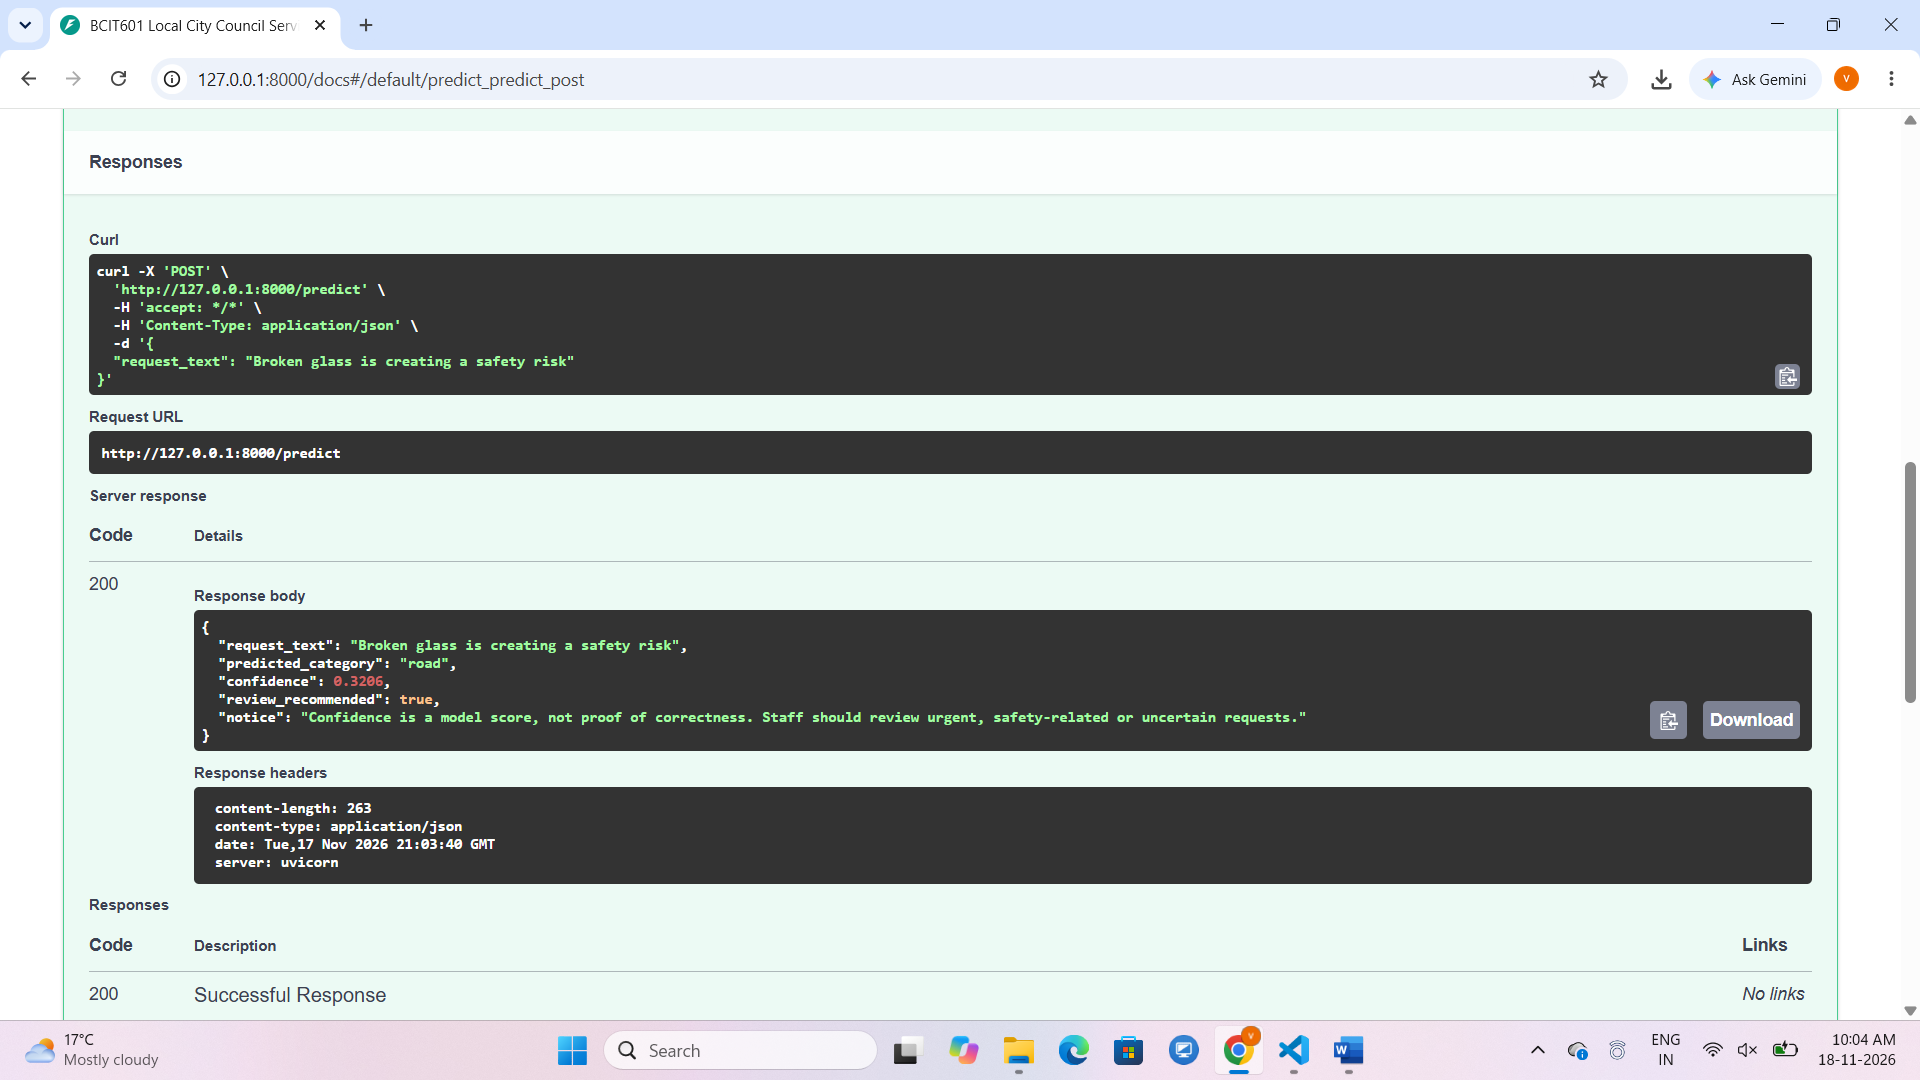 BCIT601 Local City Council Serv
127.0.0.1:8000/docs#/default/predict_predict_post
Ask Gemini
V
Responses
Curl
curl -X 'POST' \
'http://127.0.0.1:8000/predict' \
-H 'accept: */*' \
-H 'Content-Type: application/json' \
-d '{
"request_text": "Broken glass is creating a safety risk"
}'
Request URL
http://127.0.0.1:8000/predict
Server response
Code Details
200
Response body
{
"request_text": "Broken glass is creating a safety risk",
"predicted_category": "road",
"confidence": 0.3206,
"review_recommended": true,
"notice": "Confidence is a model score, not proof of correctness. Staff should review urgent, safety-related or uncertain requests."
}
Download
Response headers
content-length: 263
content-type: application/json
date: Tue,17 Nov 2026 21:03:40 GMT
server: uvicorn
Responses
Code Description Links
200 Successful Response No links
17°C
Mostly cloudy
Search
V
W
ENG
IN
10:04 AM
18-11-2026